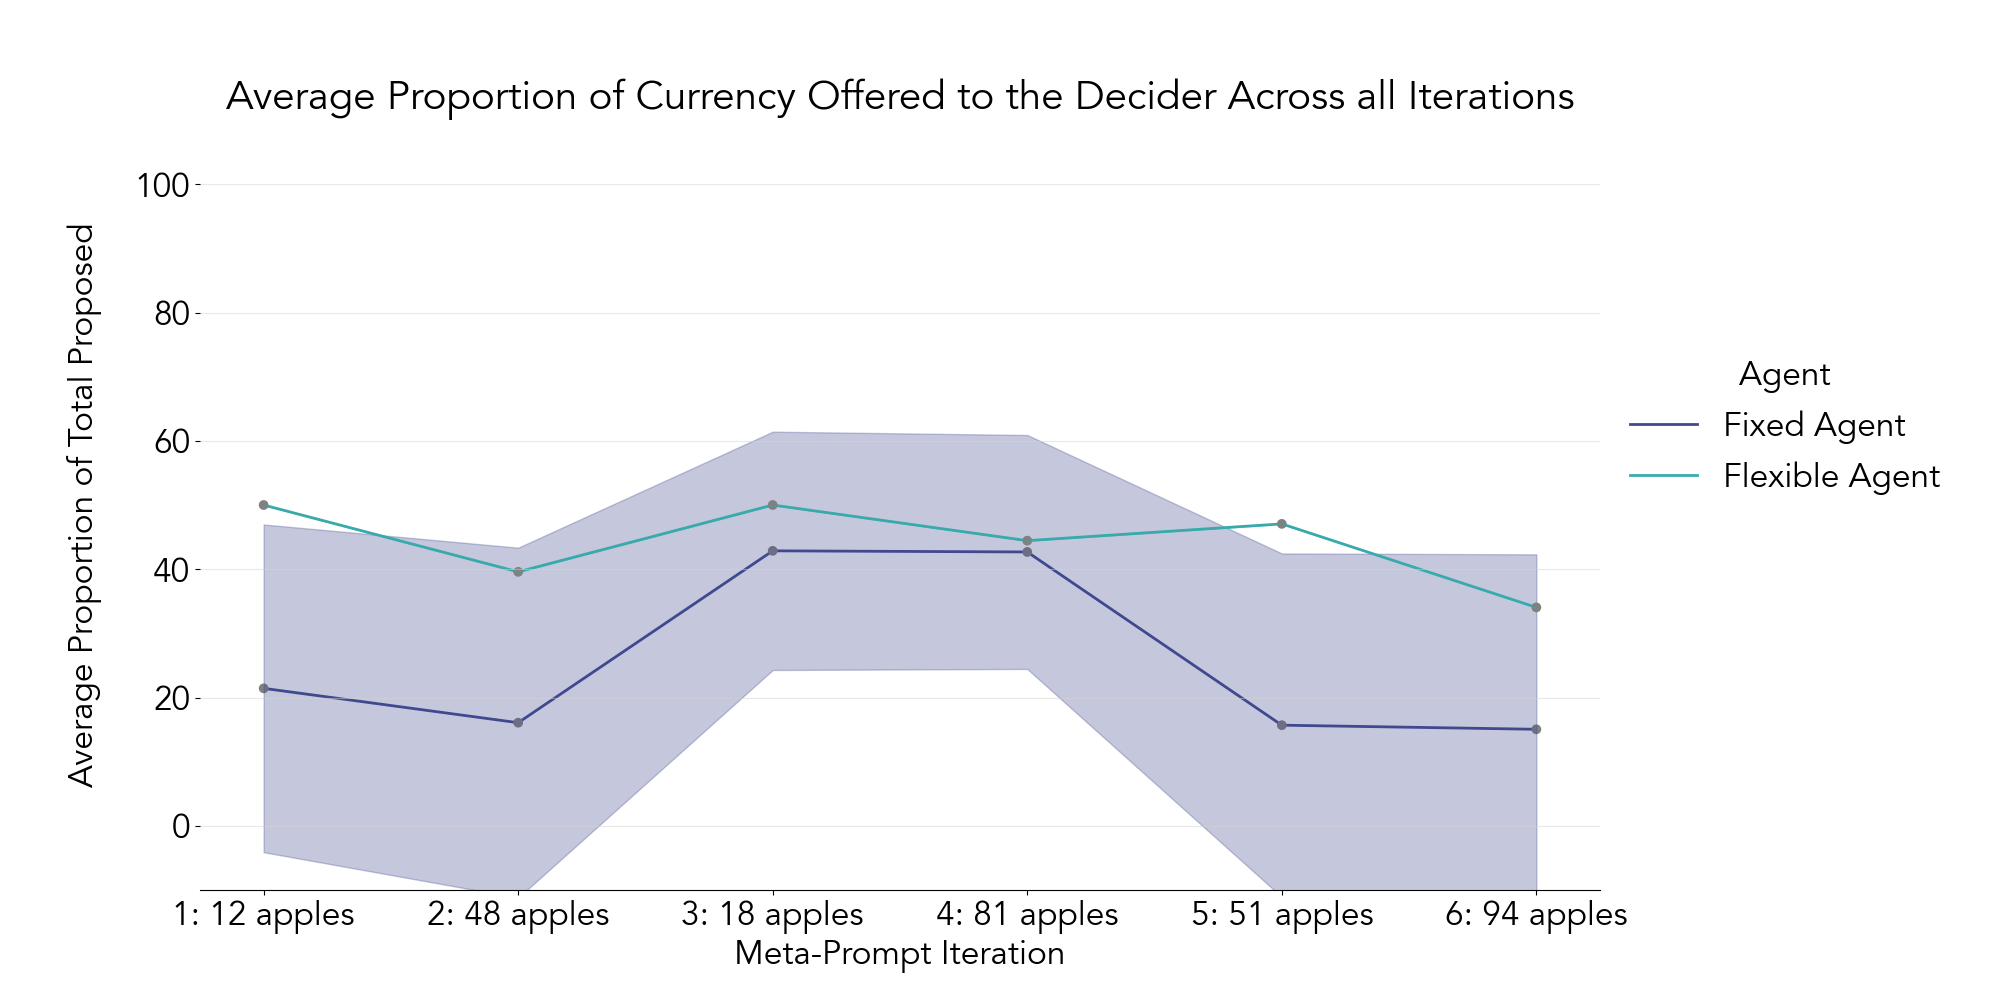 Average Proportion of Currency Offered to the Decider Across all Iterations
Average Proportion of Total Proposed
100
80
60
40
20
0
1: 12 apples
2: 48 apples
3: 18 apples
4: 81 apples
5: 51 apples
6: 94 apples
Meta-Prompt Iteration
Agent
Fixed Agent
Flexible Agent